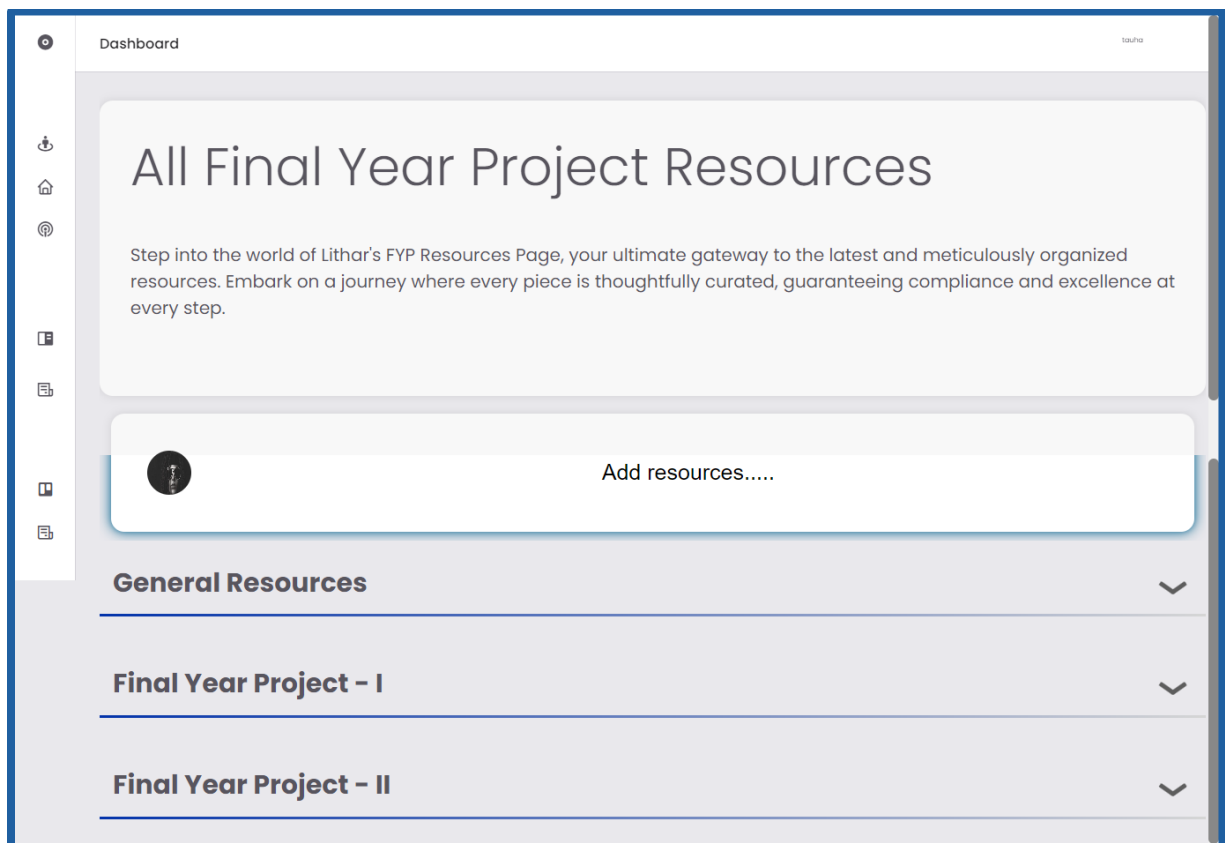 Dashboard
tauha
All Final Year Project Resources
Step into the world of Lithar's FYP Resources Page, your ultimate gateway to the latest and meticulously organized
resources. Embark on a journey where every piece is thoughtfully curated, guaranteeing compliance and excellence at
every step.
Add resources.....
General Resources
Final Year Project - I
Final Year Project - II